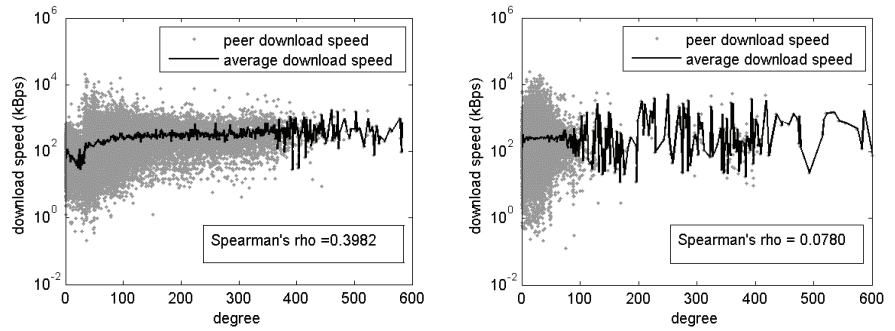 10^6
10^4
10^2
10^0
10^-2
download speed (kBps)
peer download speed
average download speed
Spearman's rho =0.3982
0 100 200 300 400 500 600
degree
10^6
10^4
10^2
10^0
10^-2
download speed (kBps)
peer download speed
average download speed
Spearman's rho = 0.0780
0 100 200 300 400 500 600
degree